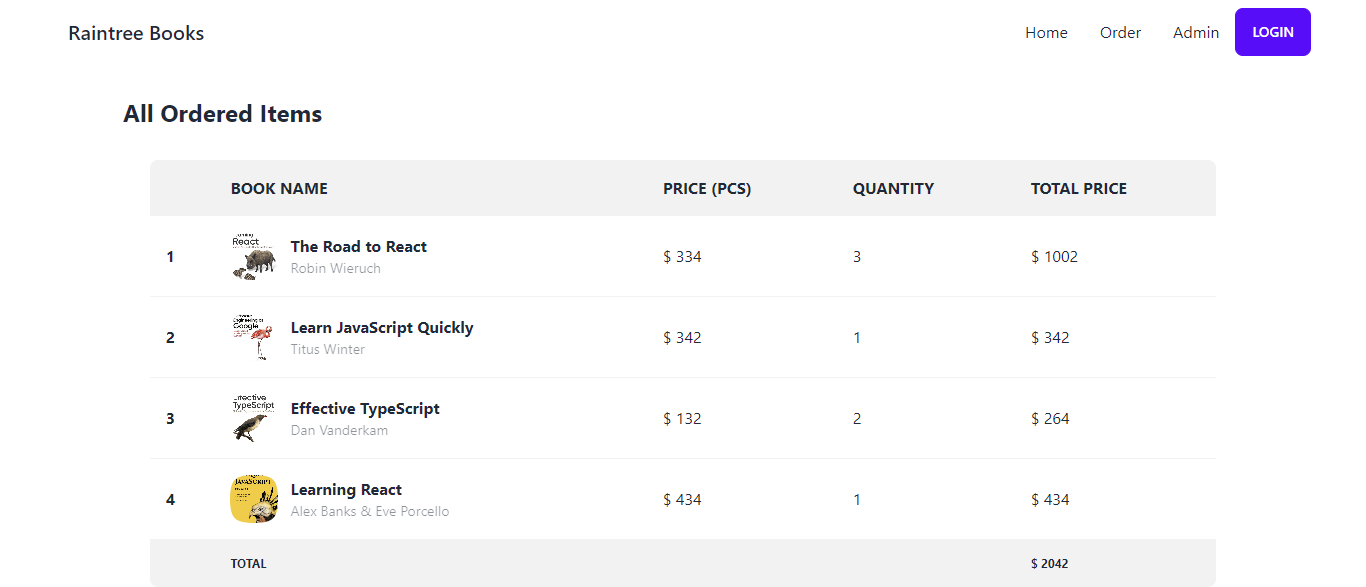 Raintree Books Home Order Admin LOGIN
All Ordered Items
BOOK NAME PRICE (PCS) QUANTITY TOTAL PRICE
1 React The Road to React $ 334 3 $ 1002
Robin Wieruch
2 Google Learn JavaScript Quickly $ 342 1 $ 342
Titus Winter
3 Effective TypeScript Effective TypeScript $ 132 2 $ 264
Dan Vanderkam
4 JAVASCRIPT Learning React $ 434 1 $ 434
Alex Banks & Eve Porcello
TOTAL $ 2042